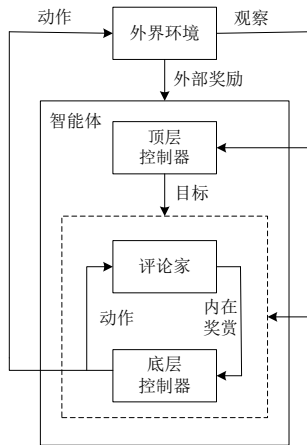 动作
外界环境
观察
外部奖励
智能体
顶层
控制器
目标
评论家
动作
内在
奖赏
底层
控制器